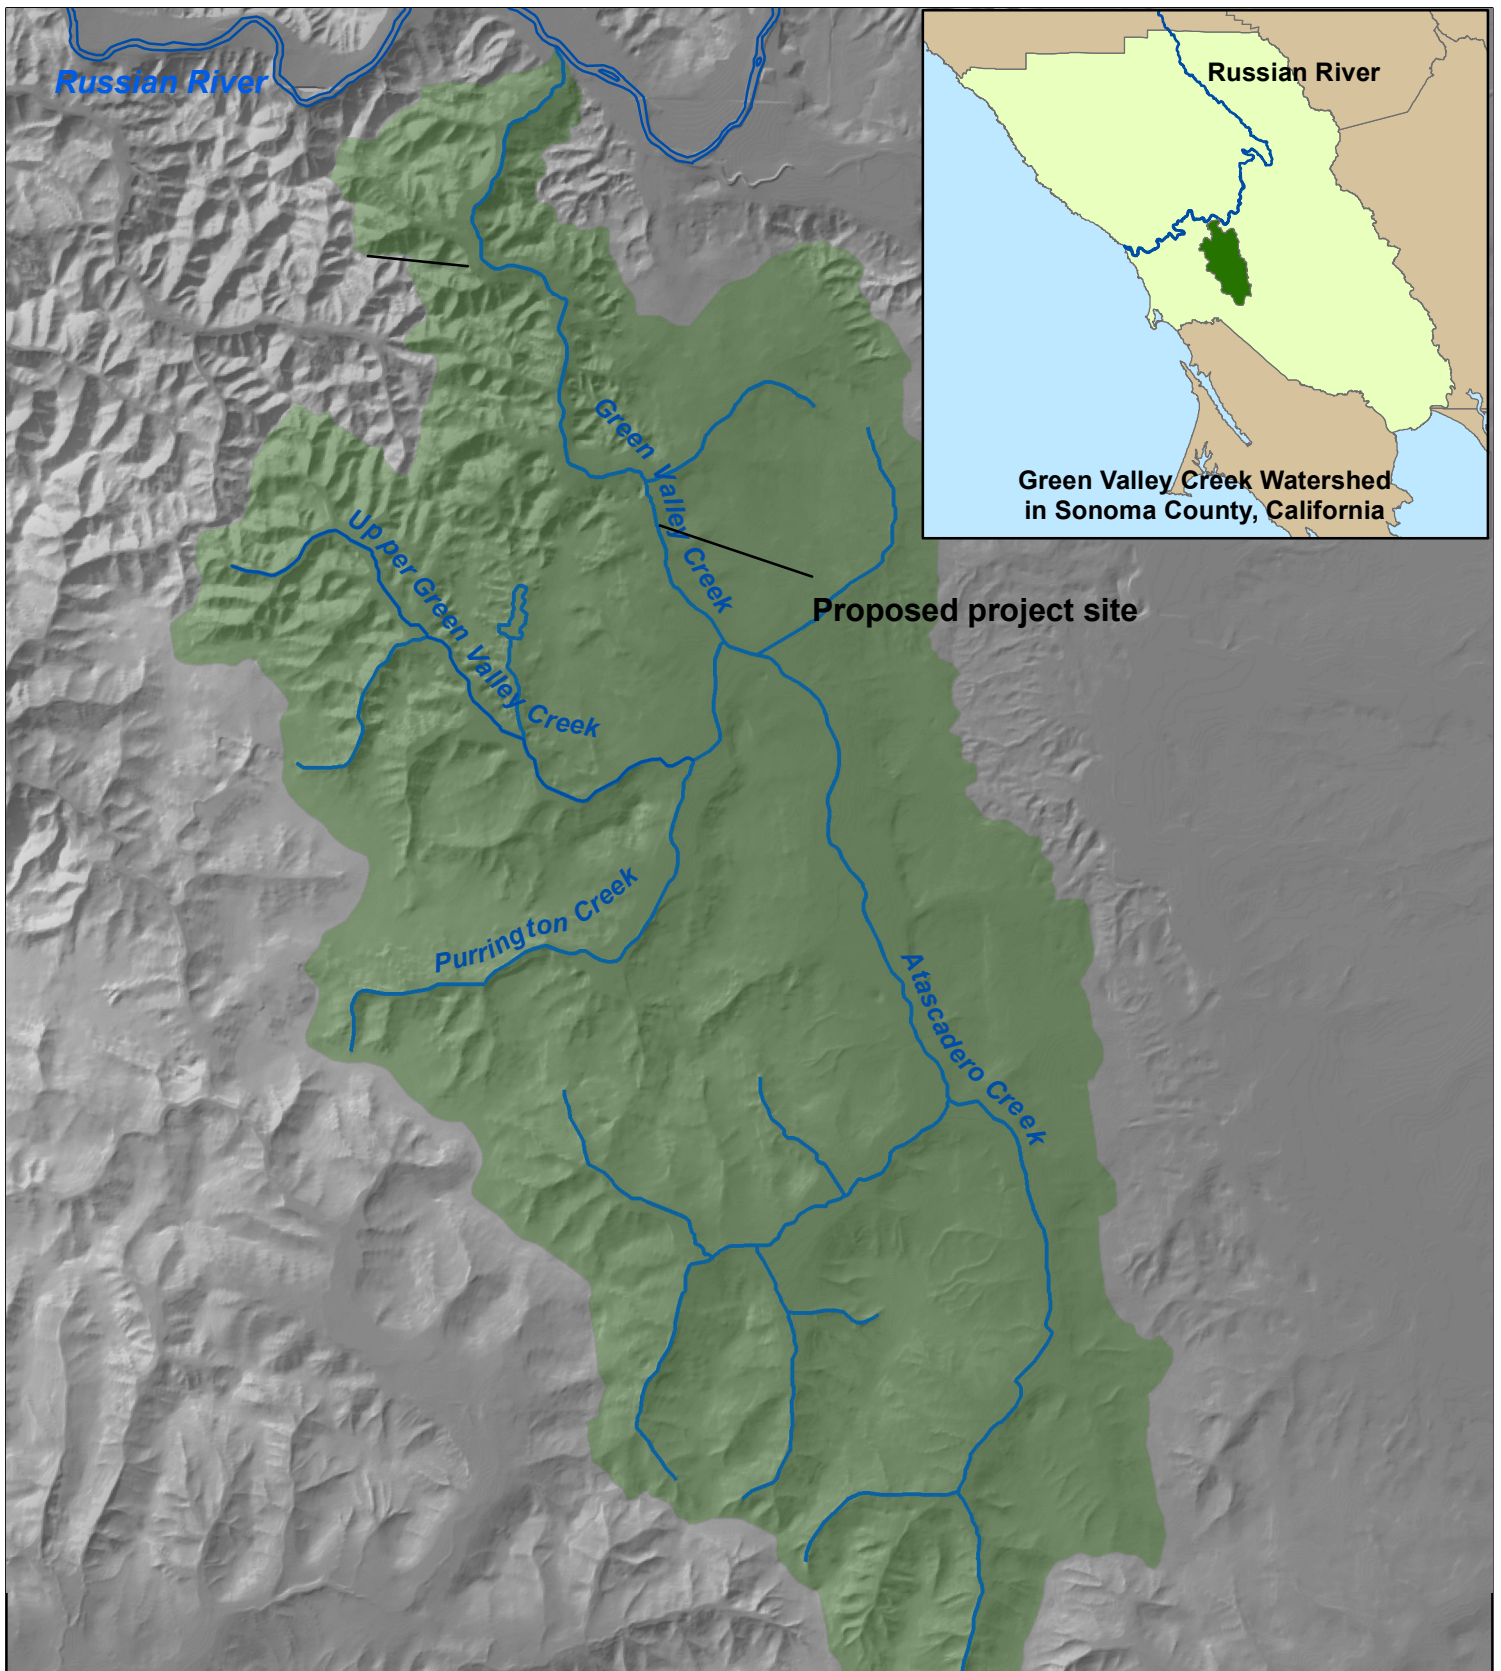 Russian River
Russian River
Green Valley Creek Watershed
in Sonoma County, California
Green Valley Creek
Upper Green Valley Creek
Proposed project site
Purrington Creek
Atascadero Creek